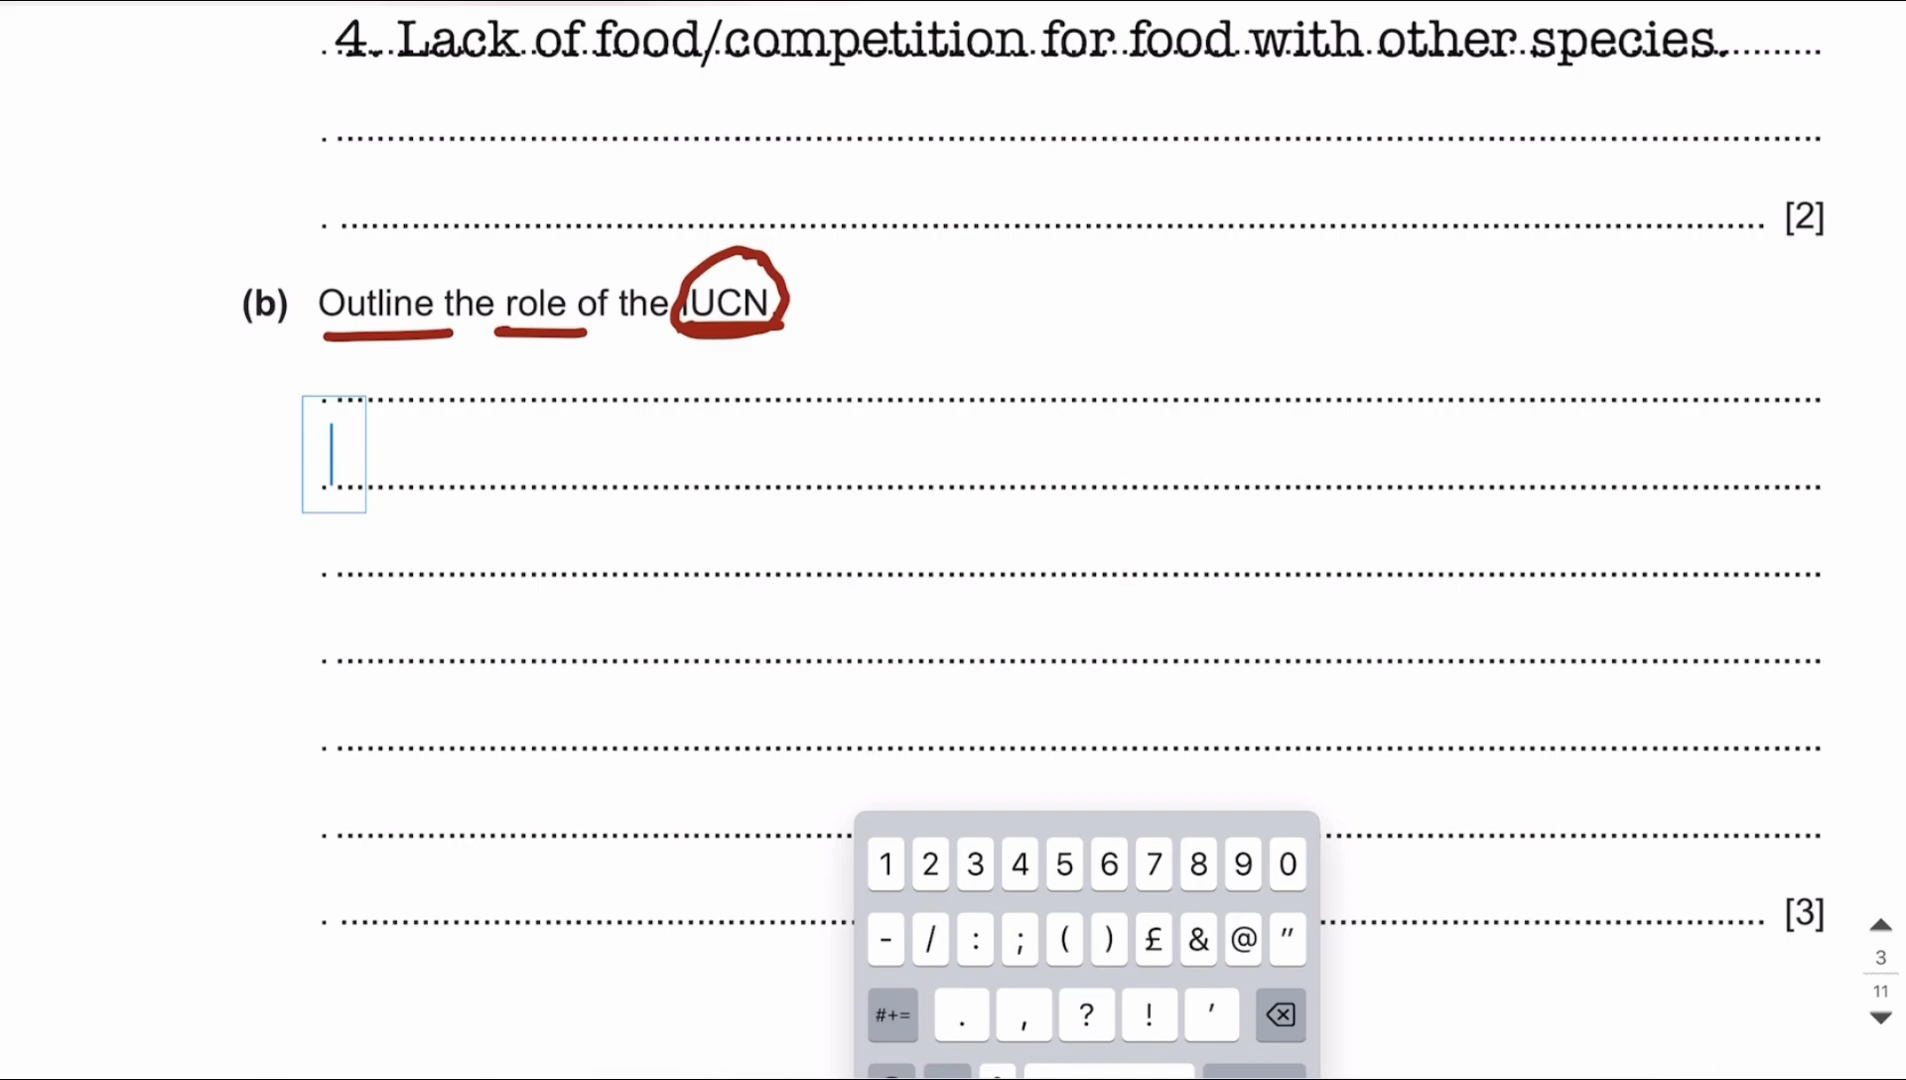 4. Lack of food/competition for food with other species.
[2]
(b) Outline the role of the IUCN.
[3]
1 2 3 4 5 6 7 8 9 0
- / : ; ( ) £ & @ "
#+= . , ? ! '
3
11